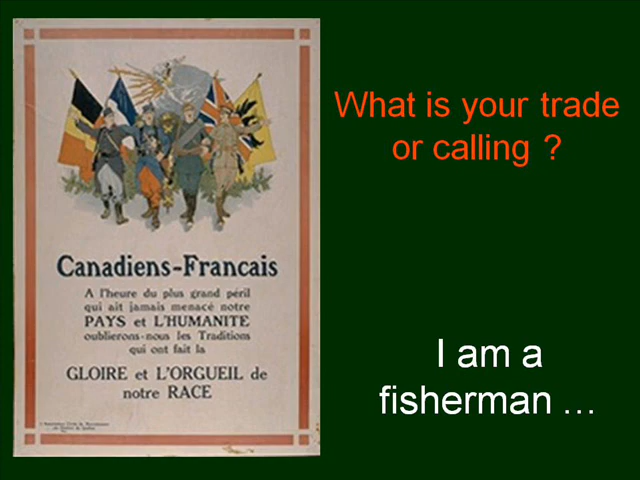 Canadiens-Francais
A l'heure du plus grand péril
qui ait jamais menacé notre
PAYS et L'HUMANITE
oublierons-nous les Traditions
qui ont fait la
GLOIRE et L'ORGUEIL de
notre RACE
What is your trade
or calling ?
I am a
fisherman ...